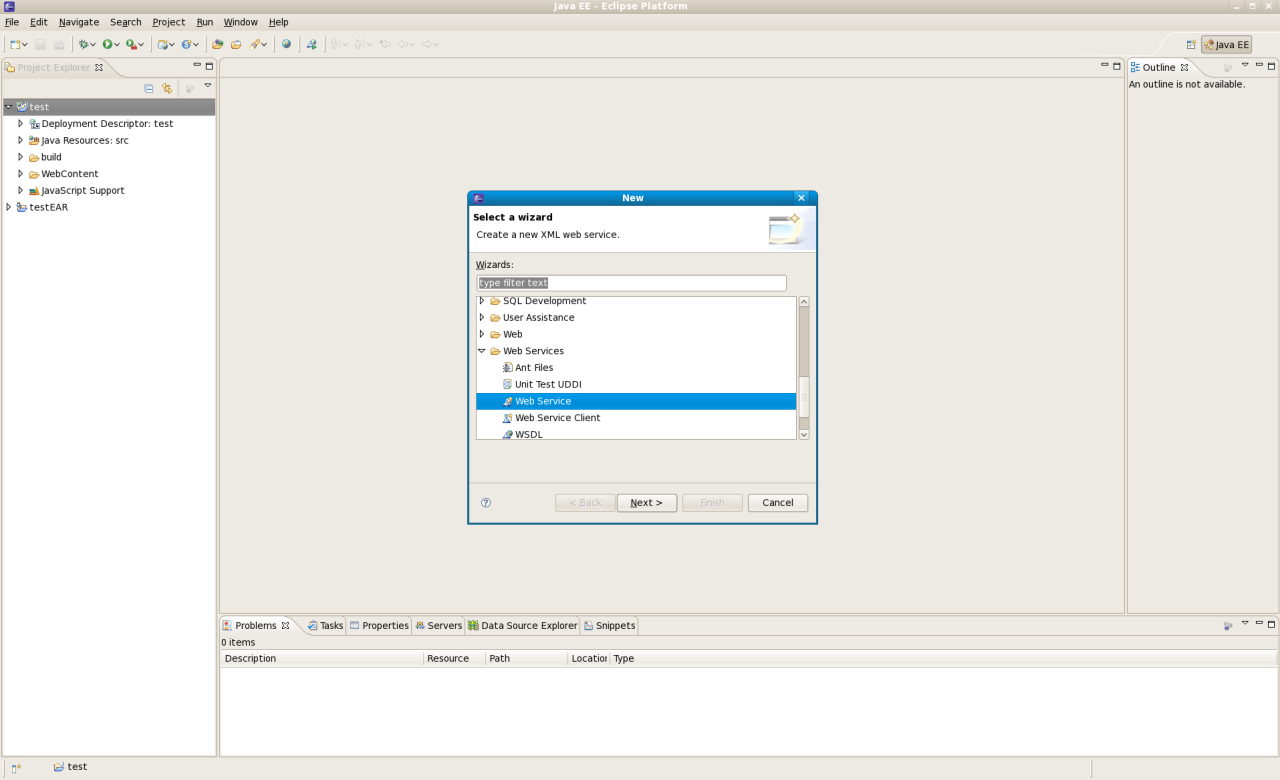 Java EE - Eclipse Platform
File Edit Navigate Search Project Run Window Help
Java EE
Project Explorer
test
Deployment Descriptor: test
Java Resources: src
build
WebContent
JavaScript Support
testEAR
Outline
An outline is not available.
New
Select a wizard
Create a new XML web service.
Wizards:
type filter text
SQL Development
User Assistance
Web
Web Services
Ant Files
Unit Test UDDI
Web Service
Web Service Client
WSDL
< Back Next > Finish Cancel
Problems Tasks Properties Servers Data Source Explorer Snippets
0 items
Description Resource Path Location Type
test